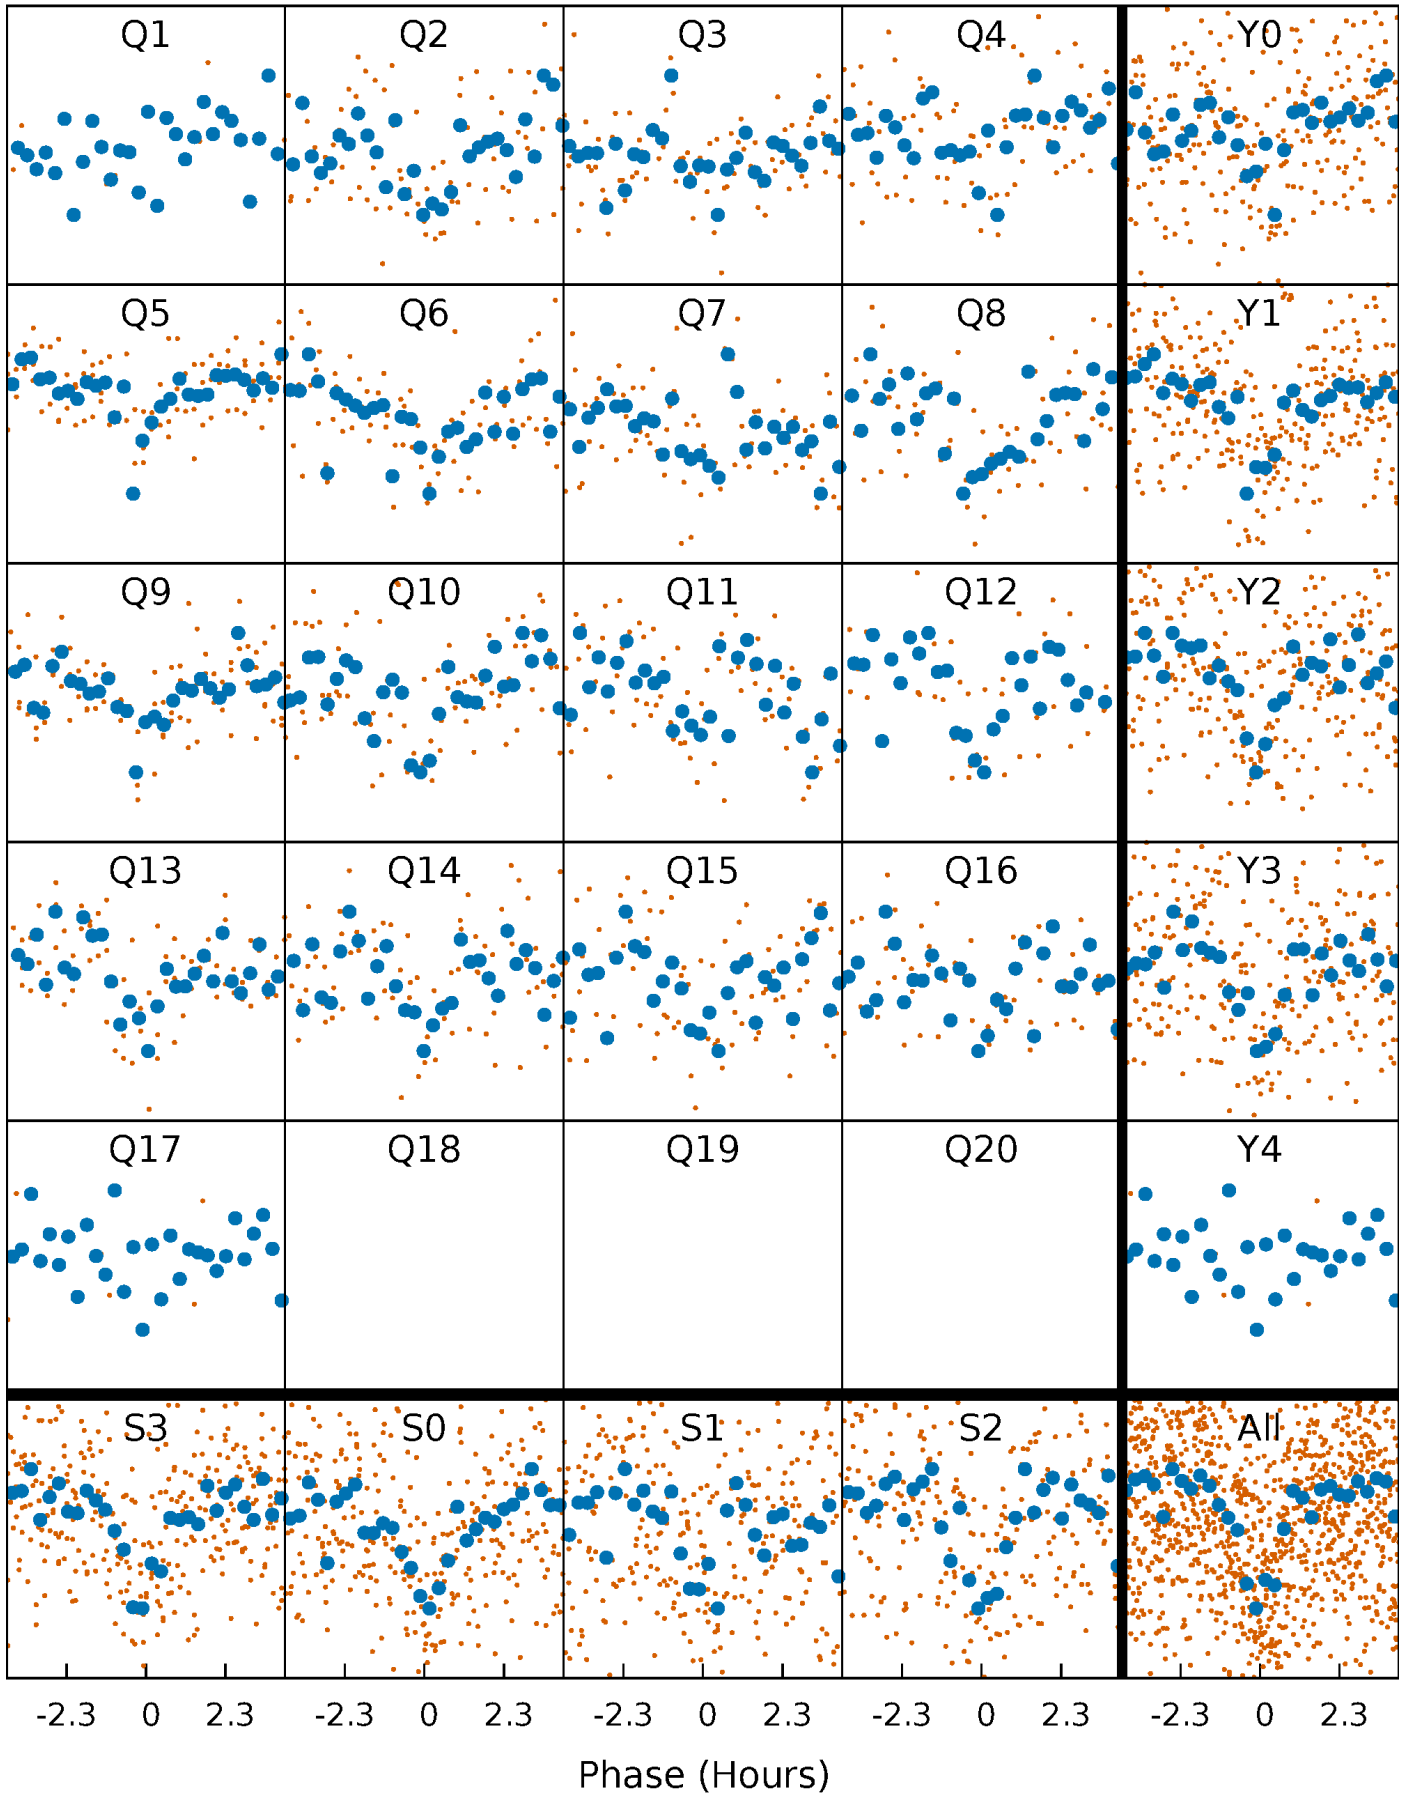 Q1 Q2 Q3 Q4 Y0
Q5 Q6 Q7 Q8 Y1
Q9 Q10 Q11 Q12 Y2
Q13 Q14 Q15 Q16 Y3
Q17 Q18 Q19 Q20 Y4
S3 S0 S1 S2 All
-2.3 0 2.3 -2.3 0 2.3 -2.3 0 2.3 -2.3 0 2.3 -2.3 0 2.3
Phase (Hours)